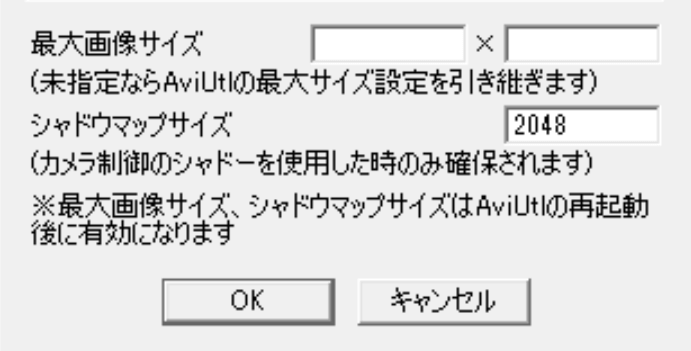 最大画像サイズ ×
(未指定ならAviUtlの最大サイズ設定を引き継ぎます)
シャドウマップサイズ 2048
(カメラ制御のシャドーを使用した時のみ確保されます)
※最大画像サイズ、シャドウマップサイズはAviUtlの再起動
後に有効になります
OK キャンセル